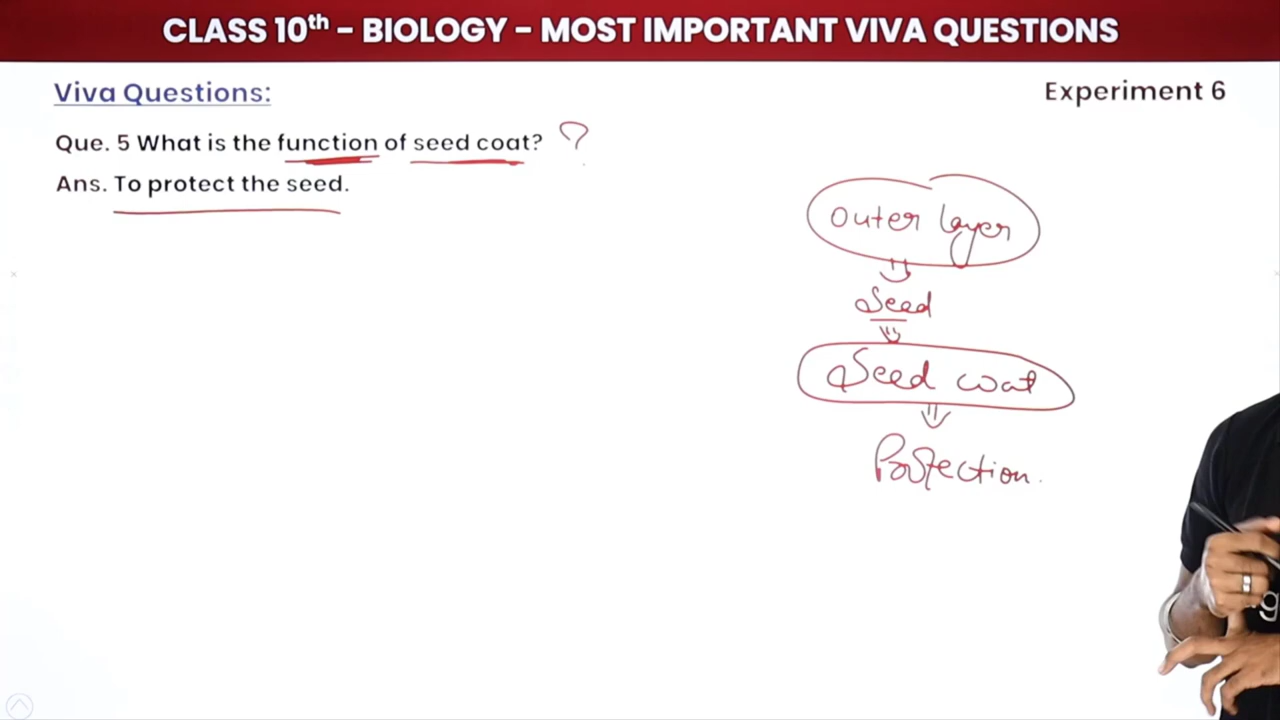 CLASS 10th – BIOLOGY – MOST IMPORTANT VIVA QUESTIONS
Viva Questions:
Experiment 6
Que. 5 What is the function of seed coat? ?
Ans. To protect the seed.
Outer layer
Seed
Seed coat
Protection.
g